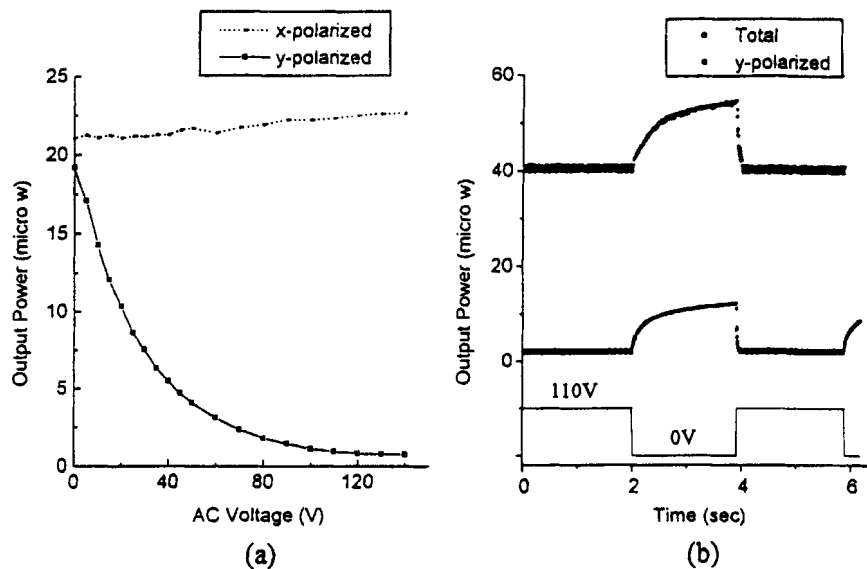 x-polarized
y-polarized
25
20
15
10
5
0
Output Power (micro w)
0
40
80
120
AC Voltage (V)
(a)
Total
y-polarized
60
40
20
0
Output Power (micro w)
110V
0V
0
2
4
6
Time (sec)
(b)